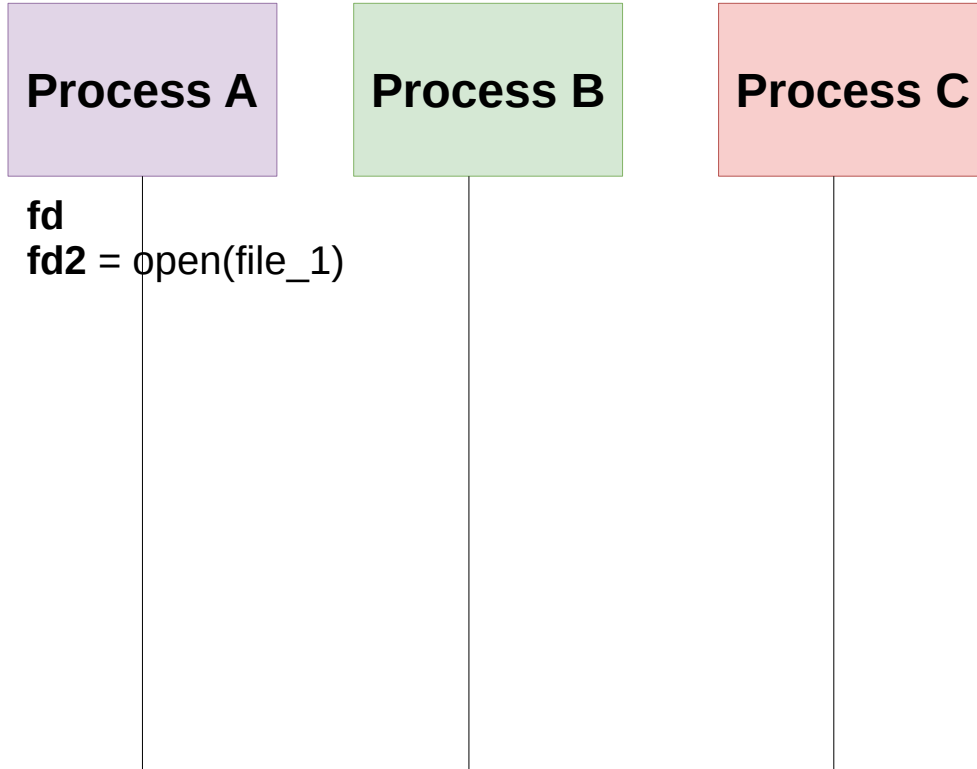 Process A
Process B
Process C
fd
fd2 = open(file_1)